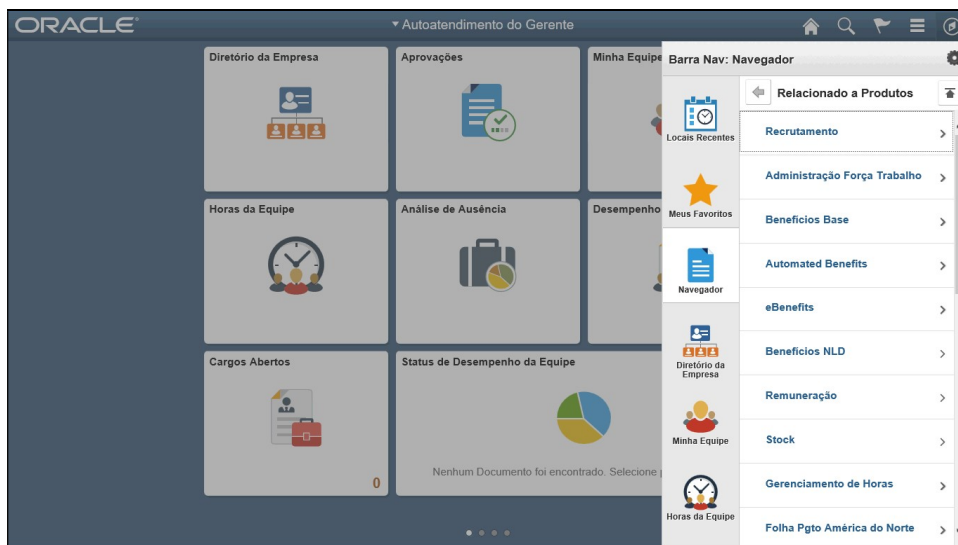 ORACLE
Autoatendimento do Gerente
Diretório da Empresa
Aprovações
Minha Equipe
Horas da Equipe
Análise de Ausência
Desempenho
Cargos Abertos
0
Status de Desempenho da Equipe
Nenhum Documento foi encontrado. Selecione
Barra Nav: Navegador
Locais Recentes
Meus Favoritos
Navegador
Diretório da
Empresa
Minha Equipe
Horas da Equipe
Relacionado a Produtos
Recrutamento
Administração Força Trabalho
Benefícios Base
Automated Benefits
eBenefits
Benefícios NLD
Remuneração
Stock
Gerenciamento de Horas
Folha Pgto América do Norte